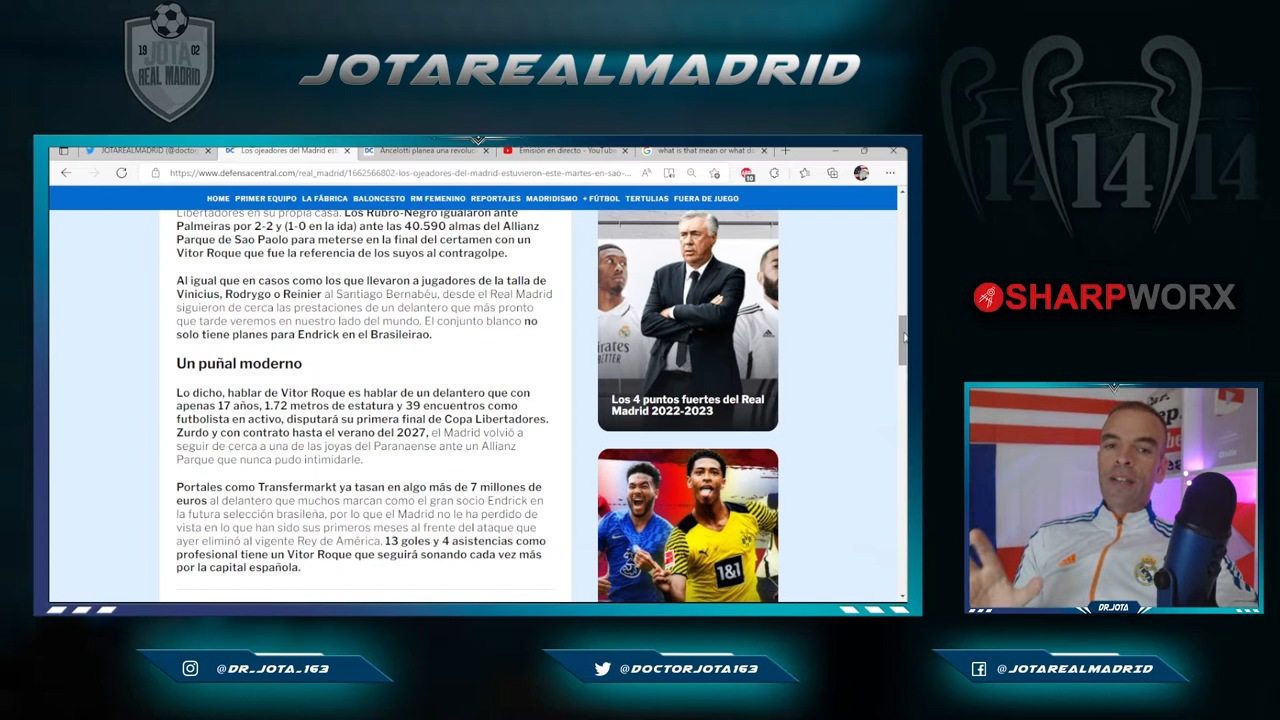 19 02
JOTA
REAL MADRID
JOTAREALMADRID
14 14 14
JOTAREALMADRID (@doctorj
Los ojeadores del Madrid est
Ancelotti planea una revoluc
Emisión en directo - YouTube
what is that mean or what do
https://www.defensacentral.com/real_madrid/1662566802-los-ojeadores-del-madrid-estuvieron-este-martes-en-sao-...
10
HOME PRIMER EQUIPO LA FÁBRICA BALONCESTO RM FEMENINO REPORTAJES MADRIDISMO + FÚTBOL TERTULIAS FUERA DE JUEGO
Libertadores en su propia casa. Los Rubro-Negro igualaron ante
Palmeiras por 2-2 y (1-0 en la ida) ante las 40.590 almas del Allianz
Parque de Sao Paolo para meterse en la final del certamen con un
Vitor Roque que fue la referencia de los suyos al contragolpe.
Al igual que en casos como los que llevaron a jugadores de la talla de
Vinicius, Rodrygo o Reinier al Santiago Bernabéu, desde el Real Madrid
siguieron de cerca las prestaciones de un delantero que más pronto
que tarde veremos en nuestro lado del mundo. El conjunto blanco no
solo tiene planes para Endrick en el Brasileirao.
Un puñal moderno
Lo dicho, hablar de Vitor Roque es hablar de un delantero que con
apenas 17 años, 1.72 metros de estatura y 39 encuentros como
futbolista en activo, disputará su primera final de Copa Libertadores.
Zurdo y con contrato hasta el verano del 2027, el Madrid volvió a
seguir de cerca a una de las joyas del Paranaense ante un Allianz
Parque que nunca pudo intimidarle.
Portales como Transfermarkt ya tasan en algo más de 7 millones de
euros al delantero que muchos marcan como el gran socio Endrick en
la futura selección brasileña, por lo que el Madrid no le ha perdido de
vista en lo que han sido sus primeros meses al frente del ataque que
ayer eliminó al vigente Rey de América. 13 goles y 4 asistencias como
profesional tiene un Vitor Roque que seguirá sonando cada vez más
por la capital española.
BETTER
Los 4 puntos fuertes del Real
Madrid 2022-2023
1&1
SHARPWORX
DR.JOTA
@DR_JOTA_163
@DOCTORJOTA163
@JOTAREALMADRID